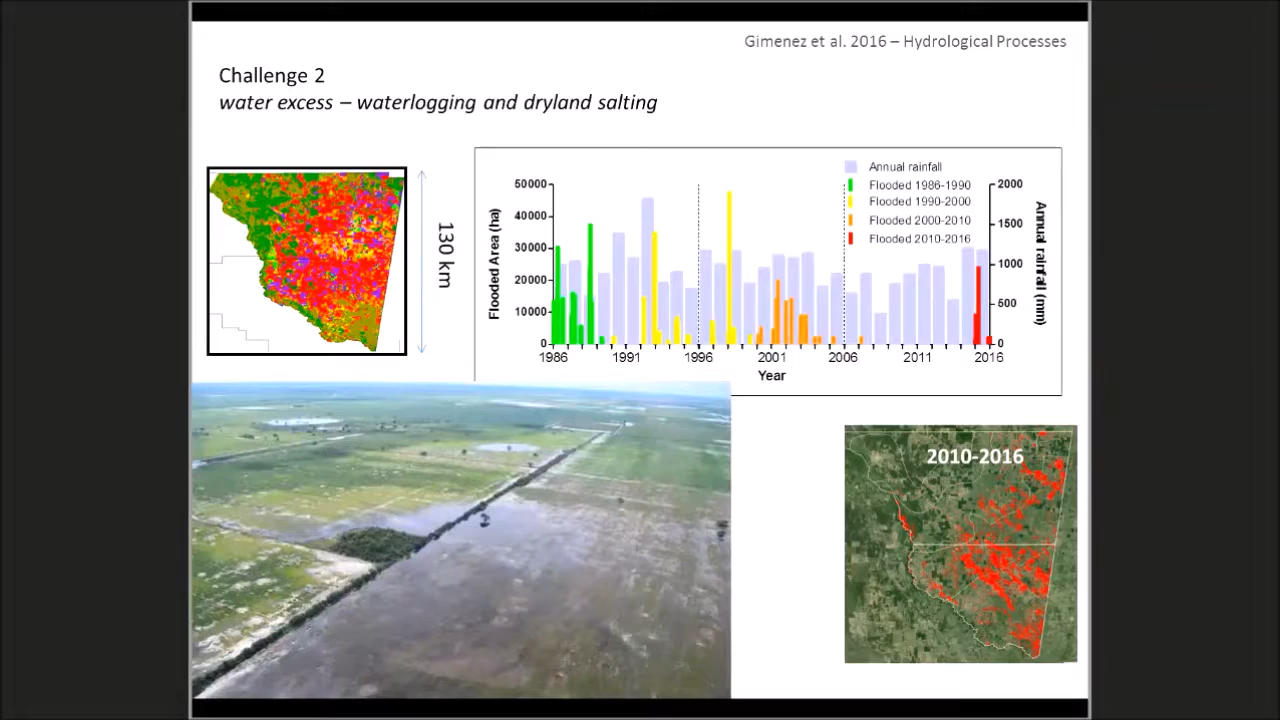 Gimenez et al. 2016 – Hydrological Processes
Challenge 2
water excess – waterlogging and dryland salting
130 km
Annual rainfall
Flooded 1986-1990
Flooded 1990-2000
Flooded 2000-2010
Flooded 2010-2016
Flooded Area (ha)
50000
40000
30000
20000
10000
0
2000
1500
1000
500
0
Annual rainfall (mm)
1986
1991
1996
2001
2006
2011
2016
Year
2010-2016